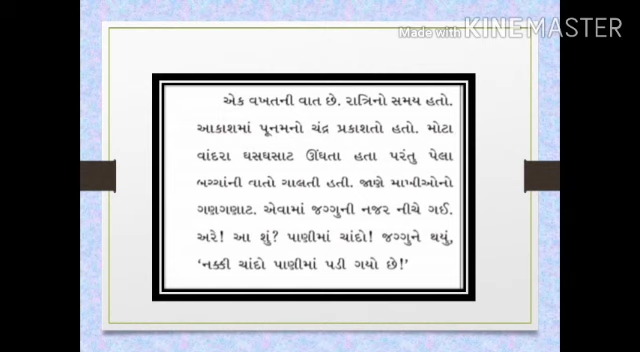 Made with KINEMASTER
એક વખતની વાત છે. રાત્રિનો સમય હતો.
આકાશમાં પૂનમનો ચંદ્ર પ્રકાશતો હતો. મોટા
વાંદરા ઘસઘસાટ ઊંઘતા હતા પરંતુ પેલા
બગ્ગાંની વાતો ચાલતી હતી. જાણે માખીઓનો
ગણગણાટ. એવામાં જગ્ગુની નજર નીચે ગઈ.
અરે! આ શું? પાણીમાં ચાંદો! જગ્ગુને થયું,
'નક્કી ચાંદો પાણીમાં પડી ગયો છે!'